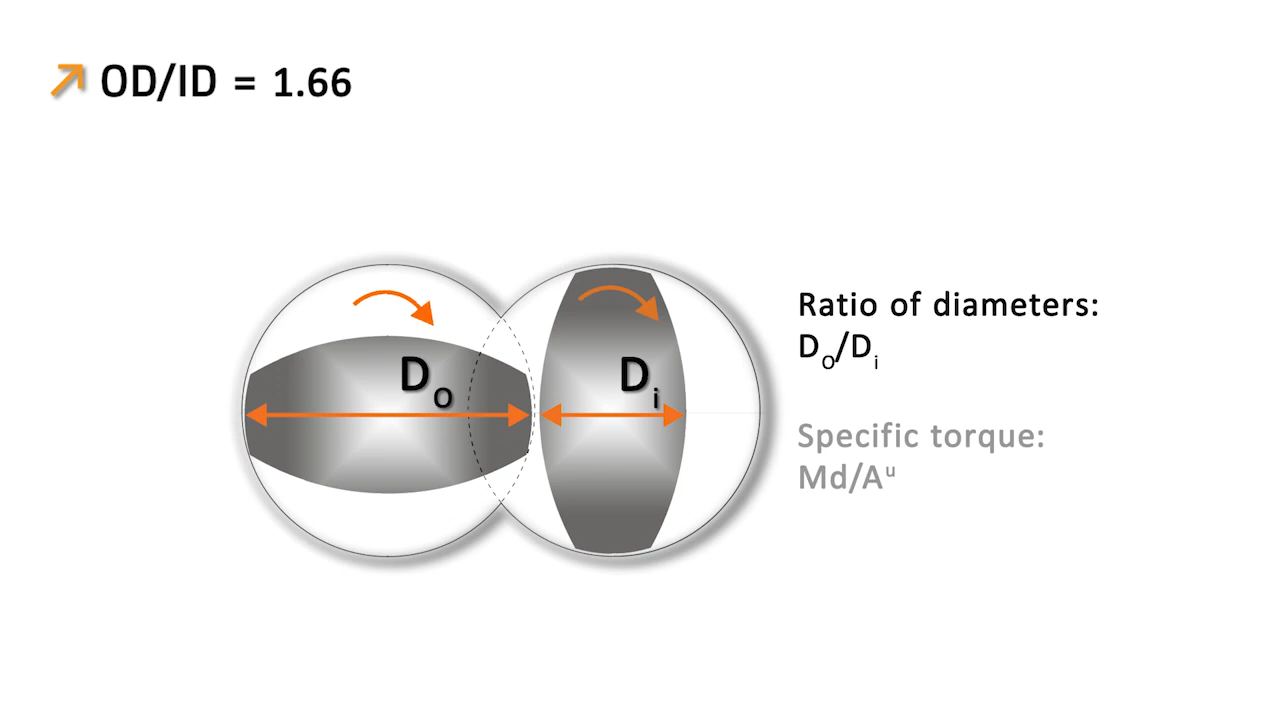 OD/ID = 1.66
Dₒ
Dᵢ
Ratio of diameters:
Dₒ/Dᵢ
Specific torque:
Md/Aᵘ